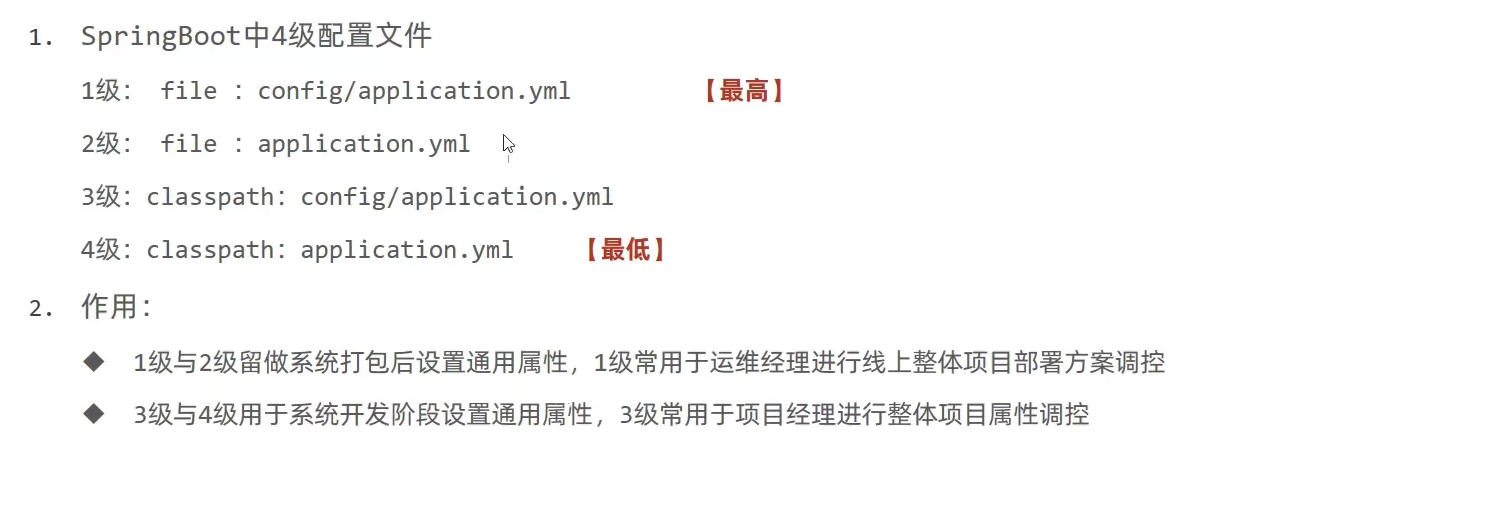 1. SpringBoot中4级配置文件
1级： file ：config/application.yml 【最高】
2级： file ：application.yml
3级：classpath：config/application.yml
4级：classpath：application.yml 【最低】
2. 作用：
◆ 1级与2级留做系统打包后设置通用属性，1级常用于运维经理进行线上整体项目部署方案调控
◆ 3级与4级用于系统开发阶段设置通用属性，3级常用于项目经理进行整体项目属性调控